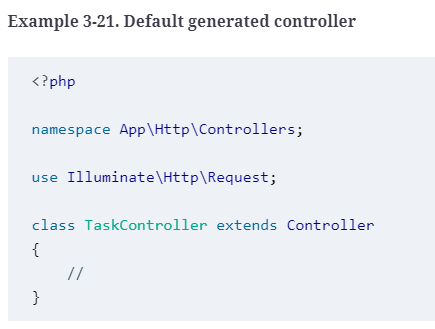 Example 3-21. Default generated controller
<?php
namespace App\Http\Controllers;
use Illuminate\Http\Request;
class TaskController extends Controller
{
//
}